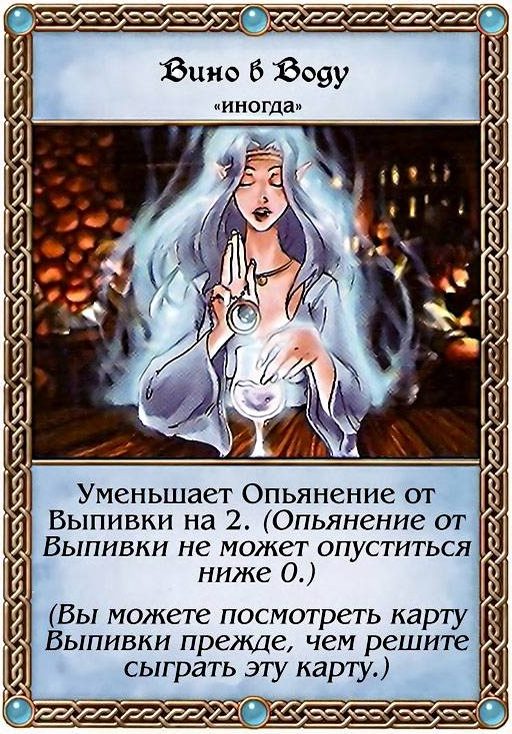 Вино в Воду
«иногда»
Уменьшает Опьянение от
Выпивки на 2. (Опьянение от
Выпивки не может опуститься
ниже 0.)
(Вы можете посмотреть карту
Выпивки прежде, чем решите
сыграть эту карту.)